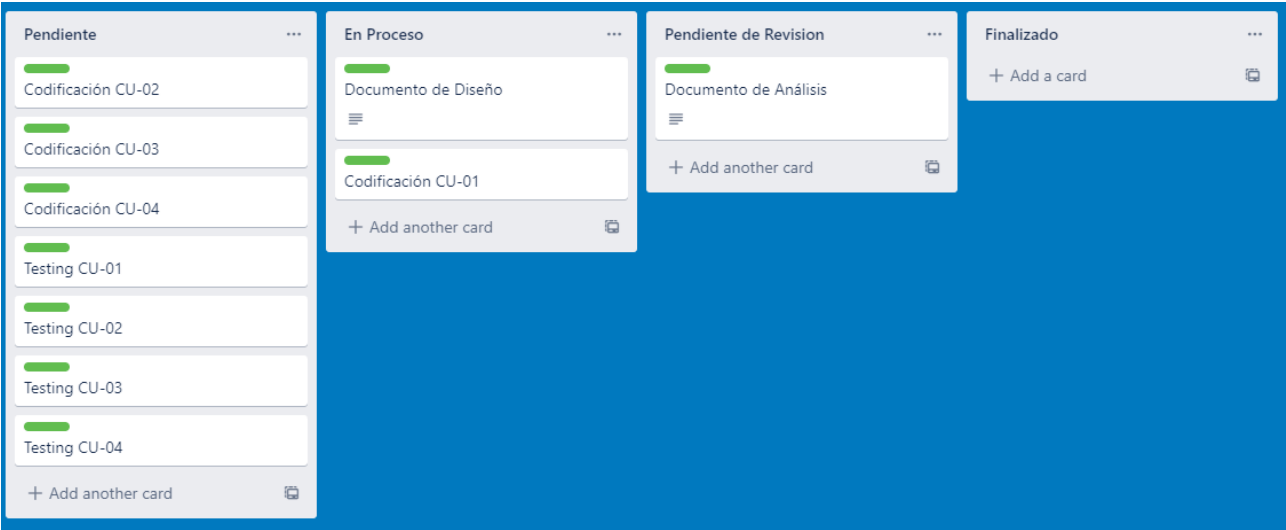 Pendiente
Codificación CU-02
Codificación CU-03
Codificación CU-04
Testing CU-01
Testing CU-02
Testing CU-03
Testing CU-04
Add another card
En Proceso
Documento de Diseño
Codificación CU-01
Add another card
Pendiente de Revision
Documento de Análisis
Add another card
Finalizado
Add a card